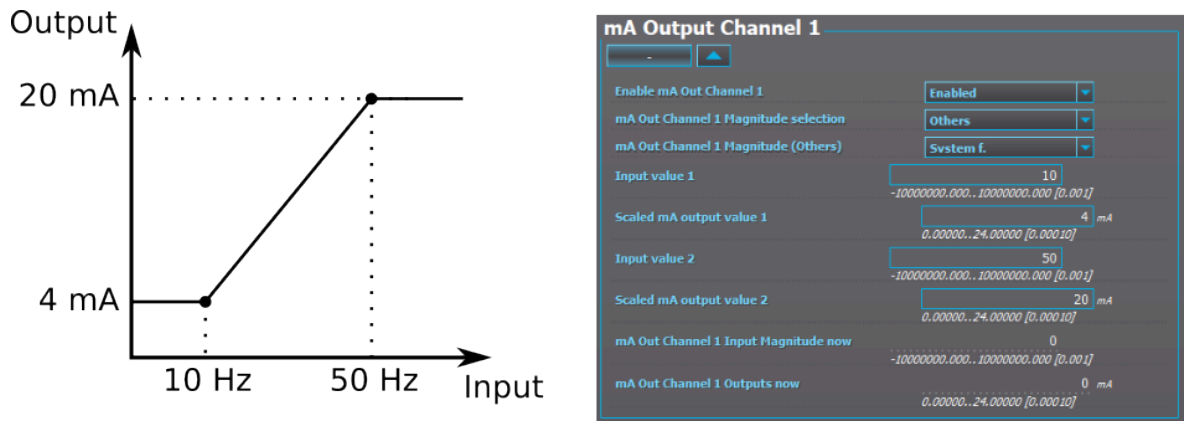 Output
20 mA
4 mA
10 Hz
50 Hz
Input
mA Output Channel 1
-
Enable mA Out Channel 1
Enabled
mA Out Channel 1 Magnitude selection
Others
mA Out Channel 1 Magnitude (Others)
System f.
Input value 1
10
-10000000.000..10000000.000 [0.001]
Scaled mA output value 1
4 mA
0.00000..24.00000 [0.00010]
Input value 2
50
-10000000.000..10000000.000 [0.001]
Scaled mA output value 2
20 mA
0.00000..24.00000 [0.00010]
mA Out Channel 1 Input Magnitude now
0
-10000000.000..10000000.000 [0.001]
mA Out Channel 1 Outputs now
0 mA
0.00000..24.00000 [0.00010]